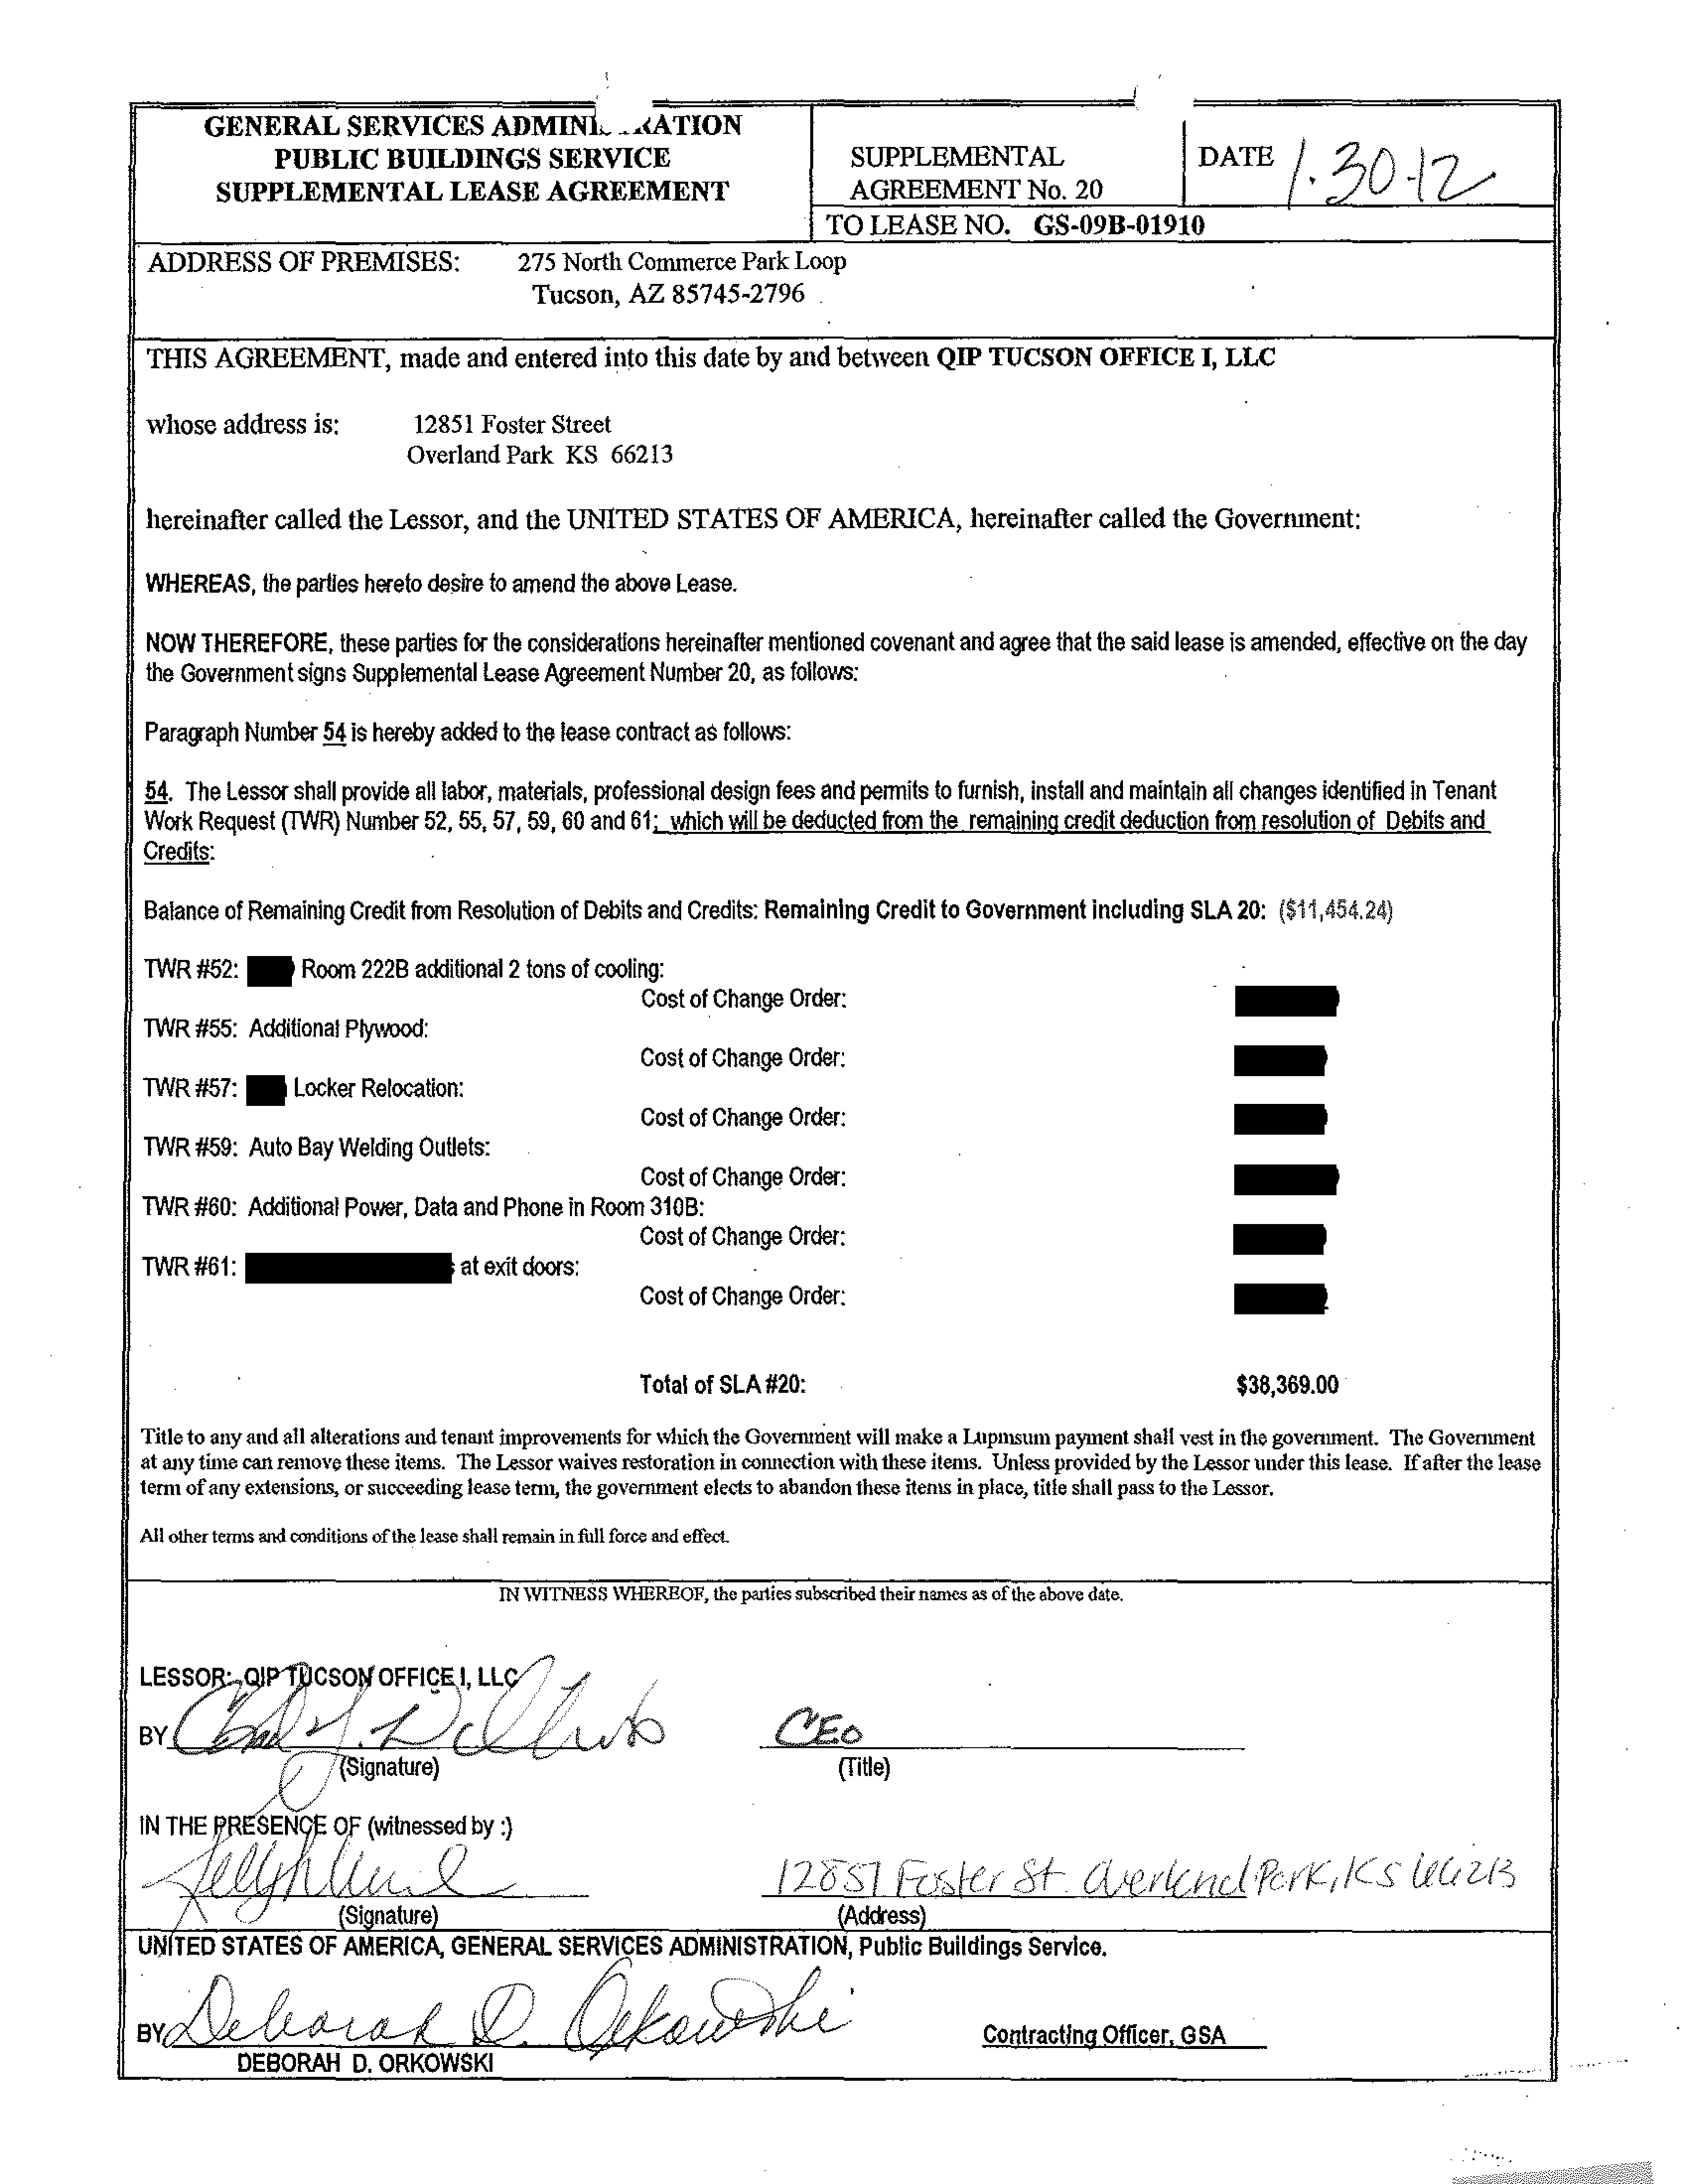 GENERAL SERVICES ADMINI RATION
PUBLIC BUILDINGS SERVICE
SUPPLEMENTAL LEASE AGREEMENT
SUPPLEMENTAL
AGREEMENT No. 20
DATE 1.30.12
TO LEASE NO. GS-09B-01910
ADDRESS OF PREMISES: 275 North Commerce Park Loop
Tucson, AZ 85745-2796
THIS AGREEMENT, made and entered into this date by and between QIP TUCSON OFFICE I, LLC
whose address is: 12851 Foster Street
Overland Park KS 66213
hereinafter called the Lessor, and the UNITED STATES OF AMERICA, hereinafter called the Government:
WHEREAS, the parties hereto desire to amend the above Lease.
NOW THEREFORE, these parties for the considerations hereinafter mentioned covenant and agree that the said lease is amended, effective on the day
the Government signs Supplemental Lease Agreement Number 20, as follows:
Paragraph Number 54 is hereby added to the lease contract as follows:
54. The Lessor shall provide all labor, materials, professional design fees and permits to furnish, install and maintain all changes identified in Tenant
Work Request (TWR) Number 52, 55, 57, 59, 60 and 61; which will be deducted from the remaining credit deduction from resolution of Debits and
Credits:
Balance of Remaining Credit from Resolution of Debits and Credits: Remaining Credit to Government including SLA 20: ($11,454.24)
TWR #52: Room 222B additional 2 tons of cooling:
Cost of Change Order:
TWR #55: Additional Plywood:
Cost of Change Order:
TWR #57: Locker Relocation:
Cost of Change Order:
TWR #59: Auto Bay Welding Outlets:
Cost of Change Order:
TWR #60: Additional Power, Data and Phone in Room 310B:
Cost of Change Order:
TWR #61: at exit doors:
Cost of Change Order:
Total of SLA #20: $38,369.00
Title to any and all alterations and tenant improvements for which the Government will make a Lupmsum payment shall vest in the government. The Government
at any time can remove these items. The Lessor waives restoration in connection with these items. Unless provided by the Lessor under this lease. If after the lease
term of any extensions, or succeeding lease term, the government elects to abandon these items in place, title shall pass to the Lessor.
All other terms and conditions of the lease shall remain in full force and effect.
IN WITNESS WHEREOF, the parties subscribed their names as of the above date.
LESSOR: QIP TUCSON OFFICE I, LLC
BY CEO
(Signature) (Title)
IN THE PRESENCE OF (witnessed by :)
12851 Foster St. Overland Park, KS 66213
(Signature) (Address)
UNITED STATES OF AMERICA, GENERAL SERVICES ADMINISTRATION, Public Buildings Service.
BY Deborah D. Orkowski Contracting Officer, GSA
DEBORAH D. ORKOWSKI